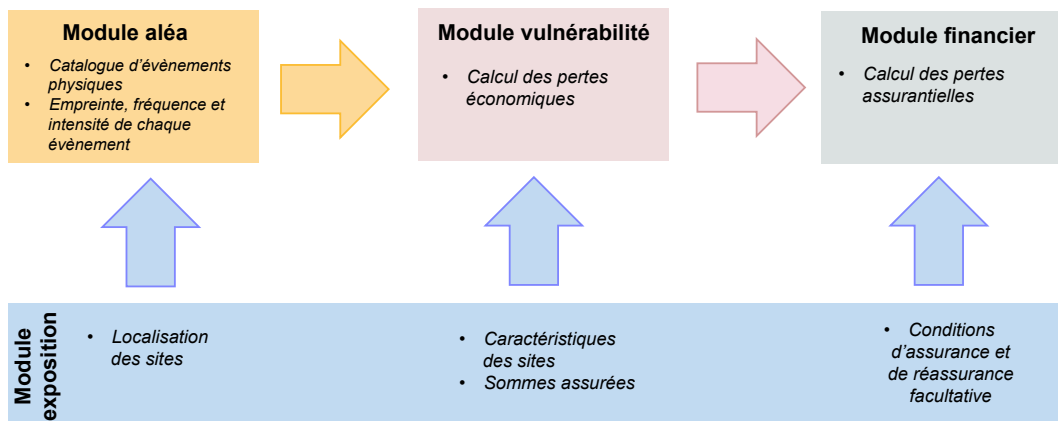 Module aléa
• Catalogue d'évènements
physiques
• Empreinte, fréquence et
intensité de chaque
évènement
Module vulnérabilité
• Calcul des pertes
économiques
Module financier
• Calcul des pertes
assurantielles
Module
exposition
• Localisation
des sites
• Caractéristiques
des sites
• Sommes assurées
• Conditions
d'assurance et
de réassurance
facultative